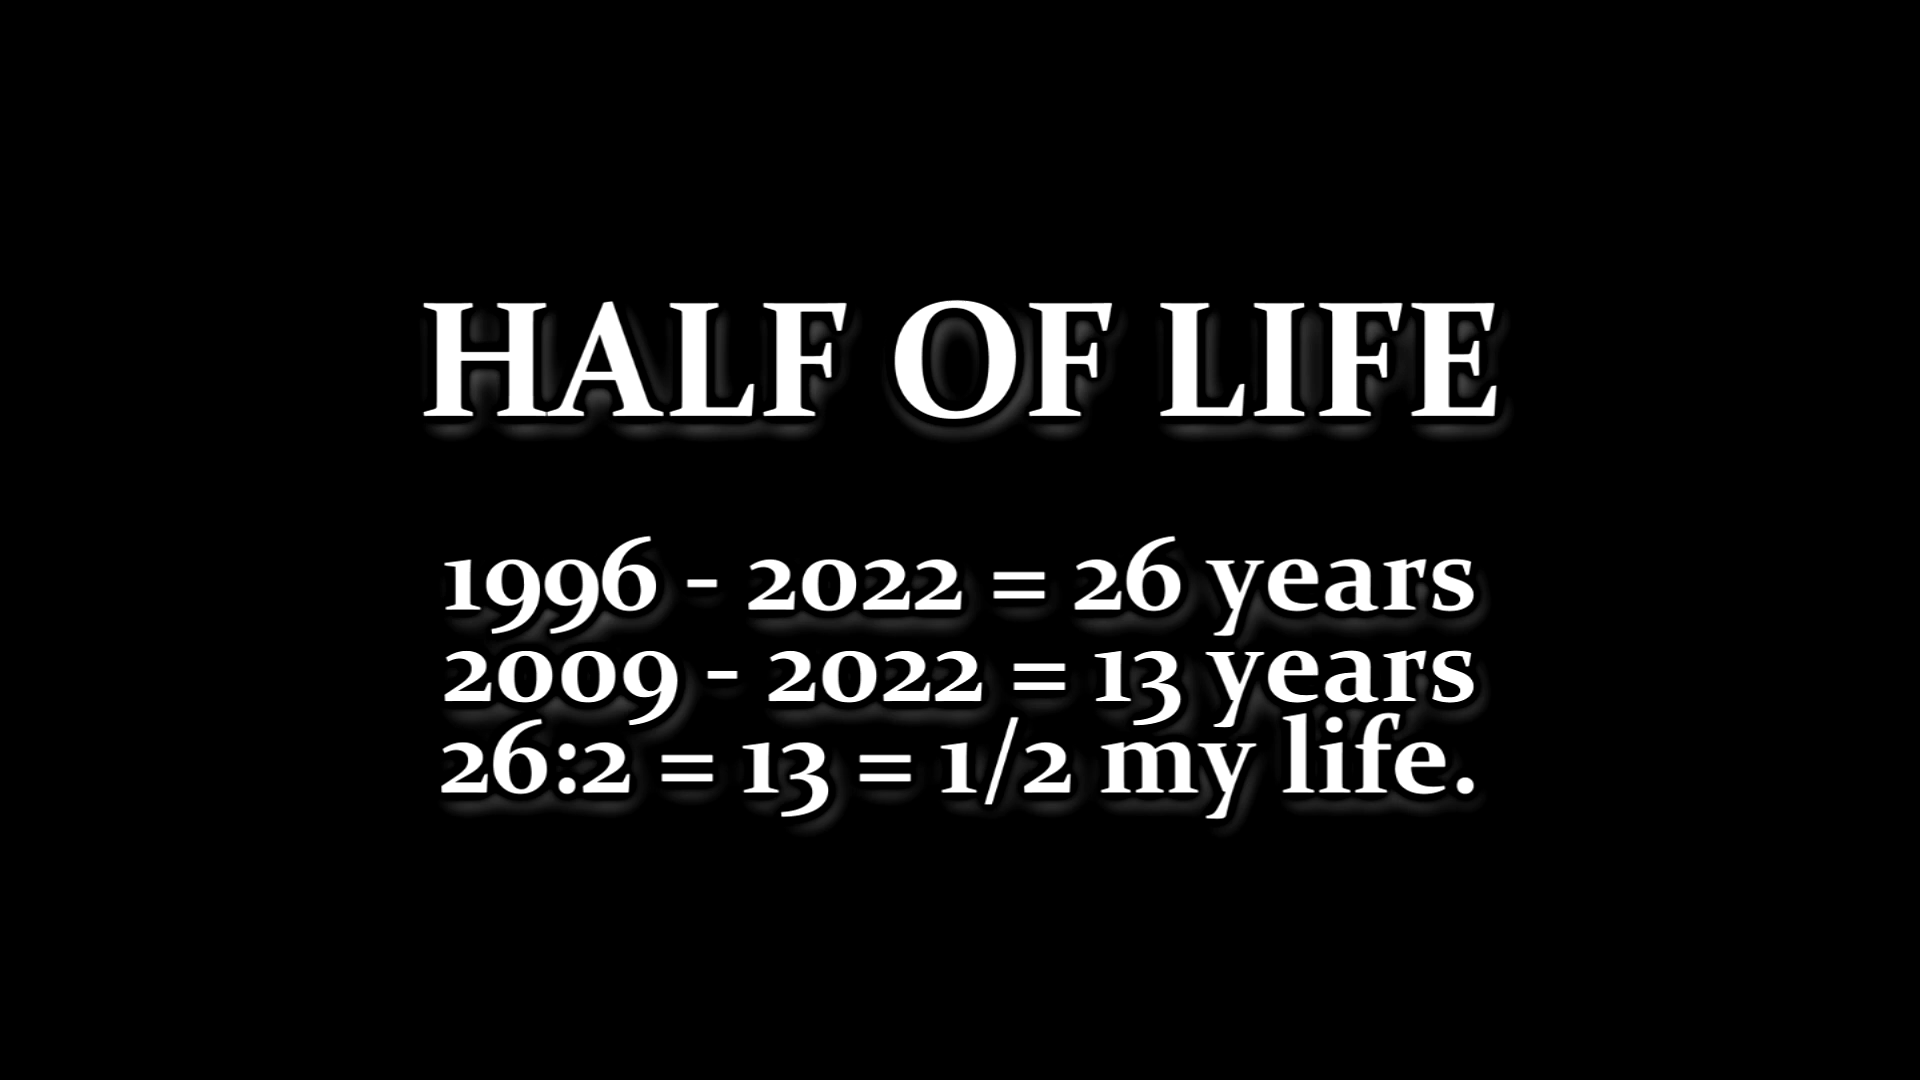 HALF OF LIFE
1996 - 2022 = 26 years
2009 - 2022 = 13 years
26:2 = 13 = 1/2 my life.